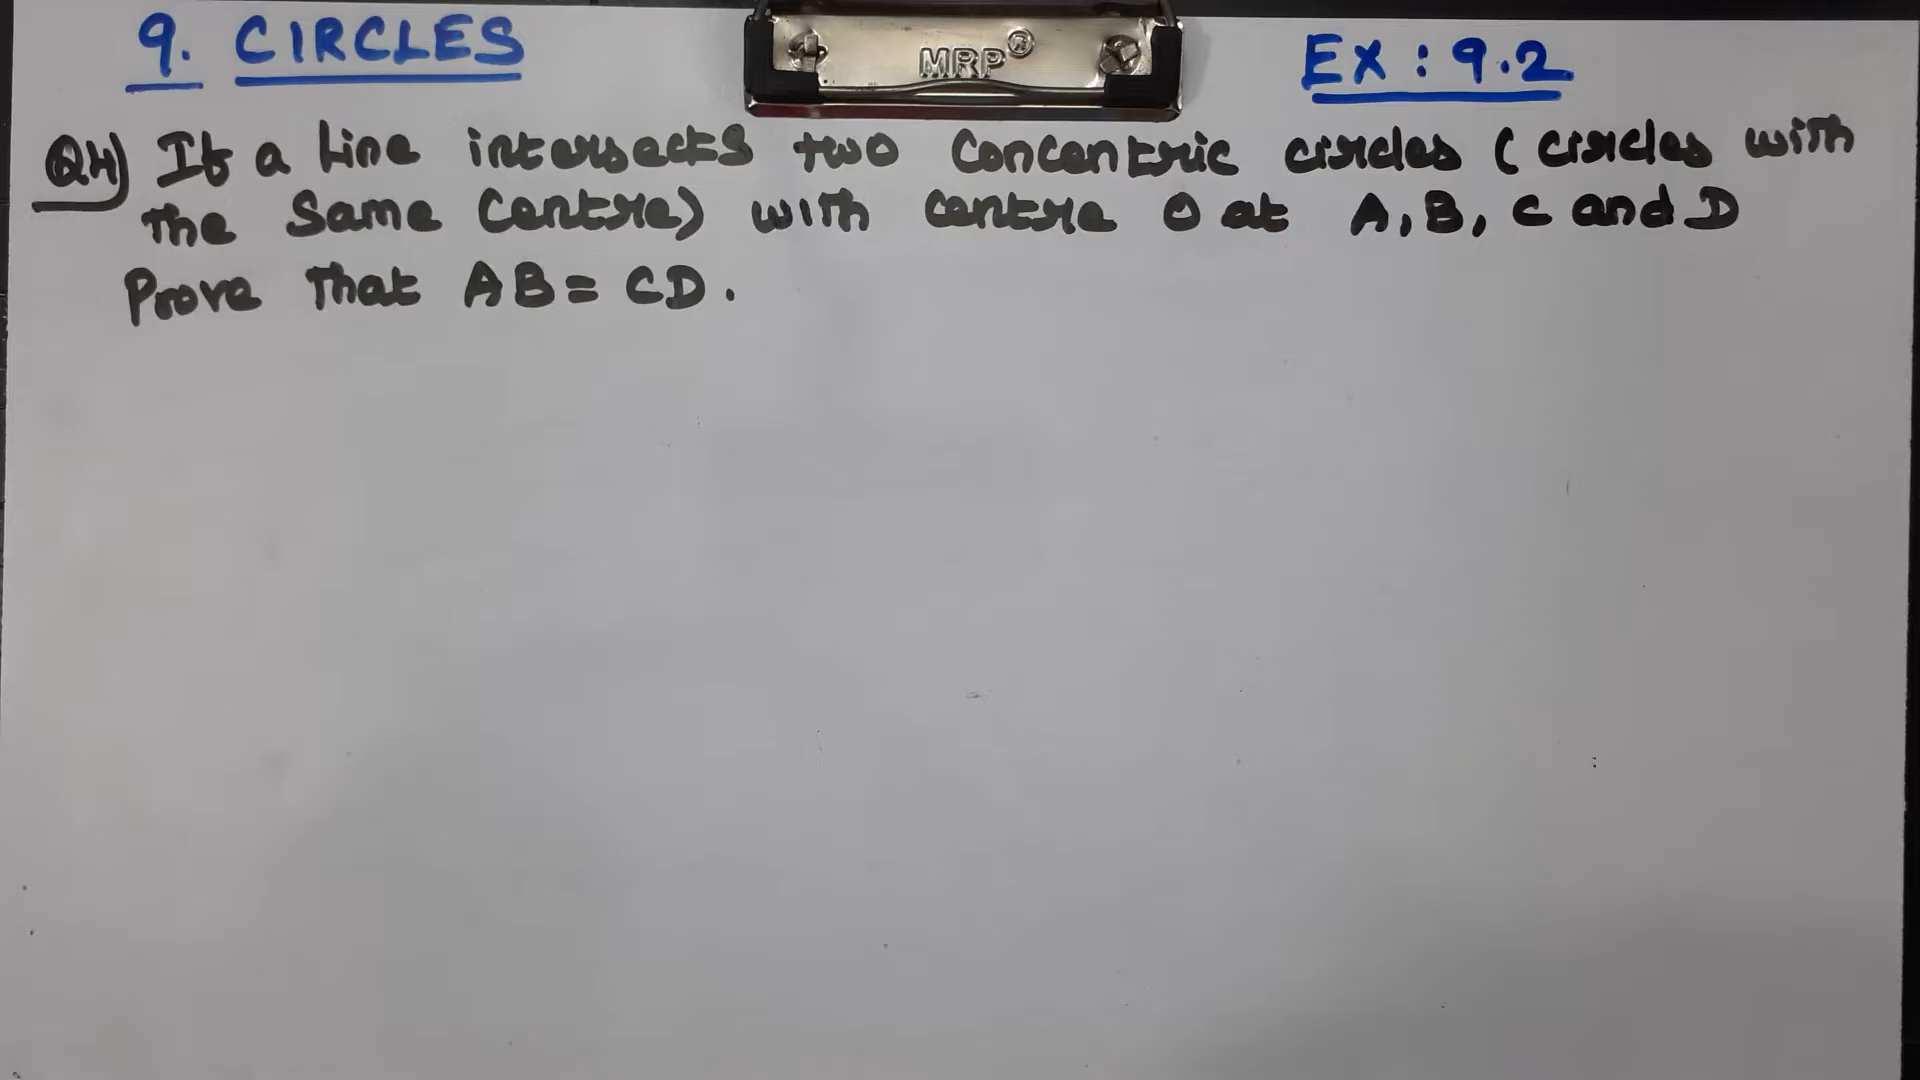 9. CIRCLES
MRP®
EX : 9.2
Q4) If a line intersects two concentric circles (circles with
the same centre) with centre O at A, B, C and D
Prove that AB = CD.